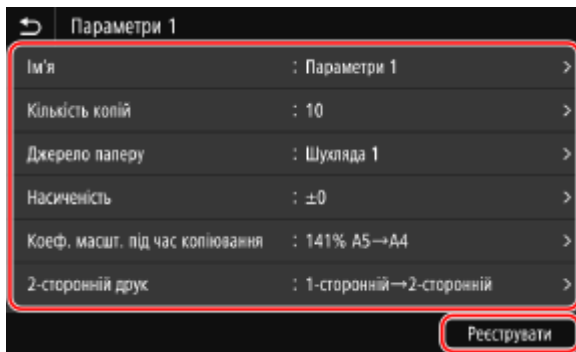 Параметри 1
Ім'я : Параметри 1
Кількість копій : 10
Джерело паперу : Шухляда 1
Насиченість : ±0
Коеф. масшт. під час копіювання : 141% A5→A4
2-сторонній друк : 1-сторонній→2-сторонній
Реєструвати